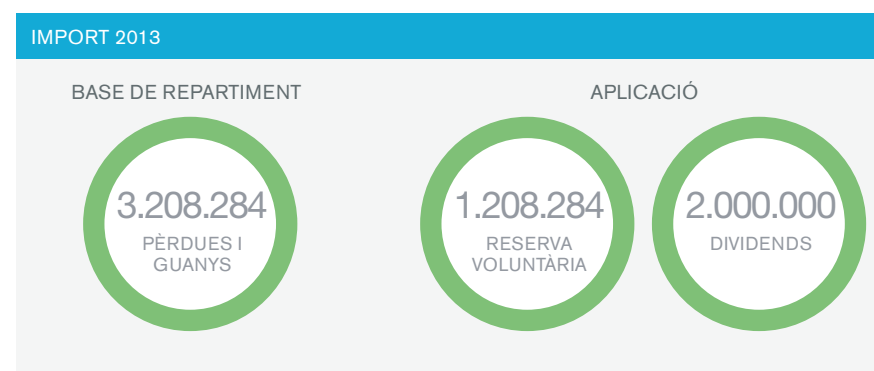 IMPORT 2013
BASE DE REPARTIMENT
3.208.284
PÈRDUES I
GUANYS
APLICACIÓ
1.208.284
RESERVA
VOLUNTÀRIA
2.000.000
DIVIDENDS